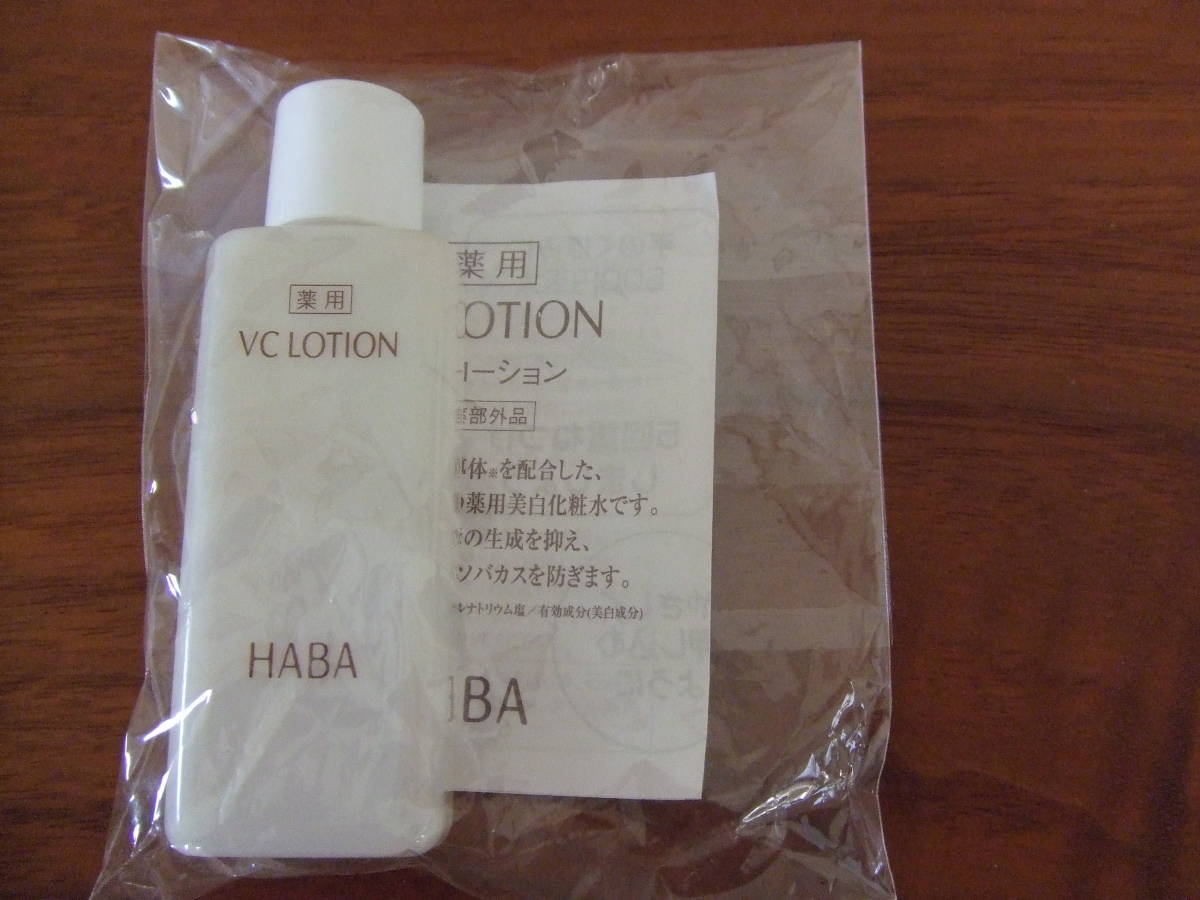 薬用
VC LOTION
HABA
薬用
LOTION
ローション
部外品
体※を配合した、
薬用美白化粧水です。
の生成を抑え、
ソバカスを防ぎます。
ルナトリウム塩／有効成分(美白成分)
HBA